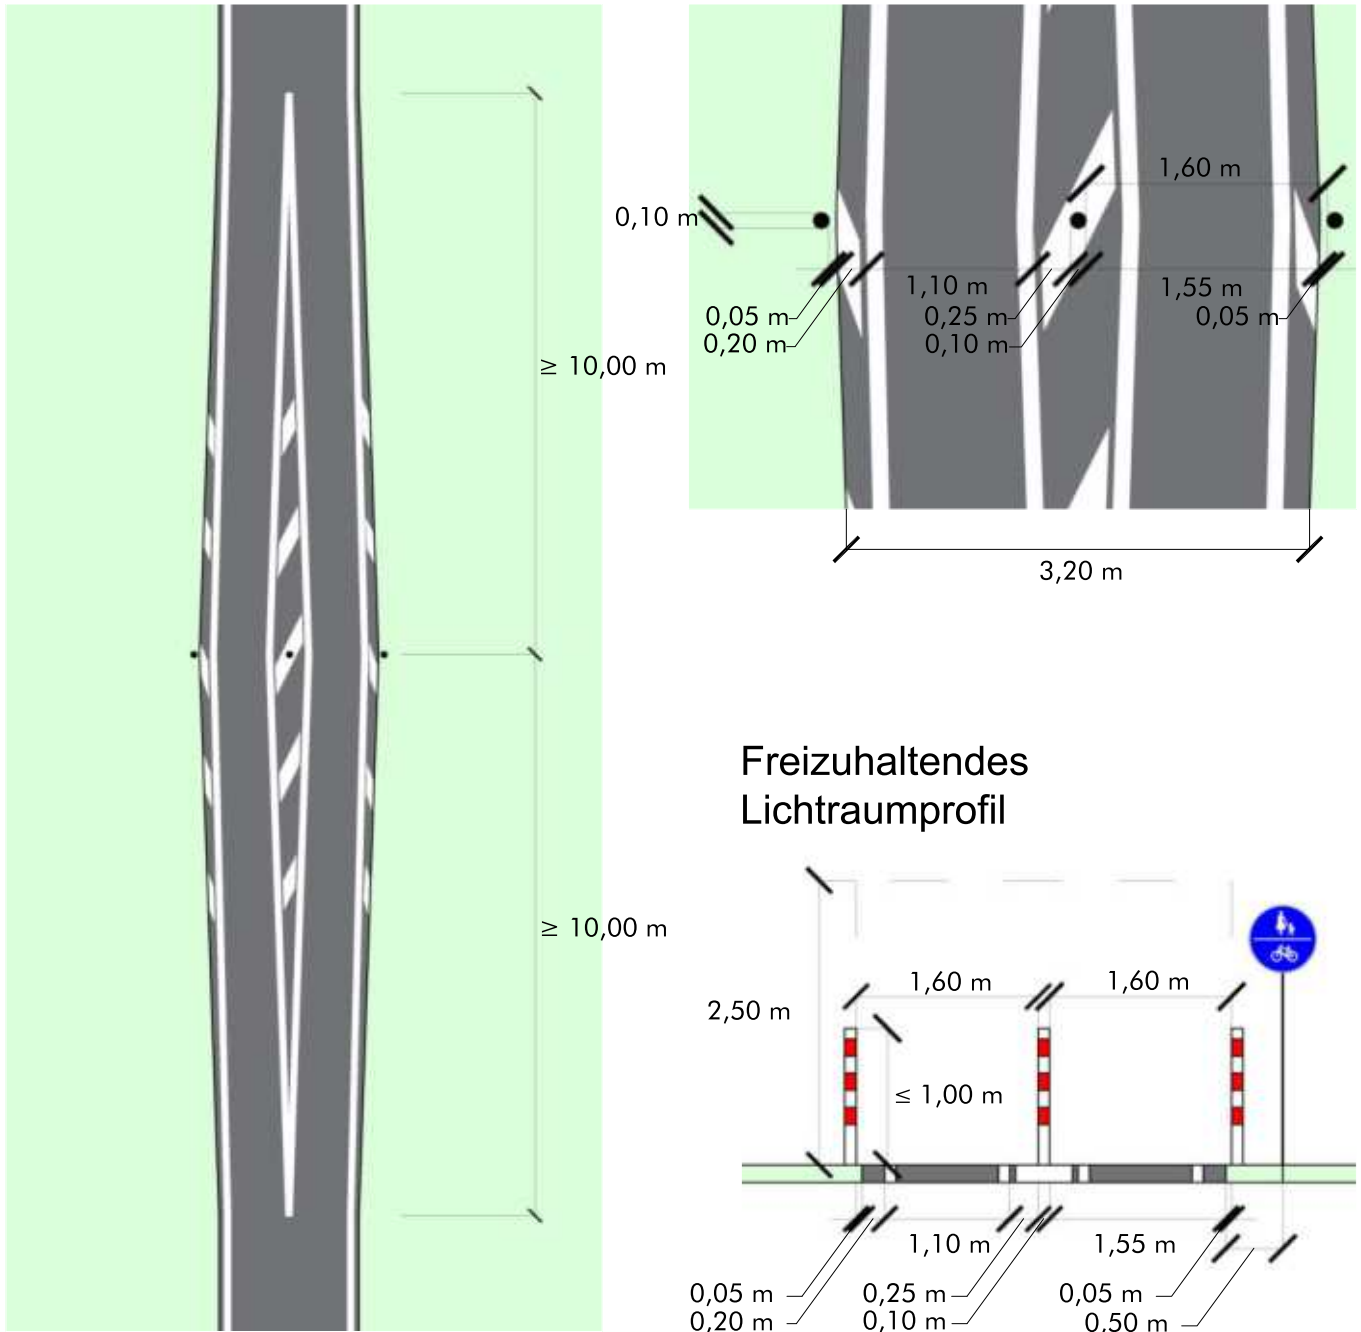 ≥ 10,00 m
≥ 10,00 m
1,60 m
0,10 m
1,10 m
1,55 m
0,05 m
0,25 m
0,05 m
0,20 m
0,10 m
3,20 m
Freizuhaltendes
Lichtraumprofil
1,60 m
1,60 m
2,50 m
≤ 1,00 m
1,10 m
1,55 m
0,05 m
0,25 m
0,05 m
0,20 m
0,10 m
0,50 m